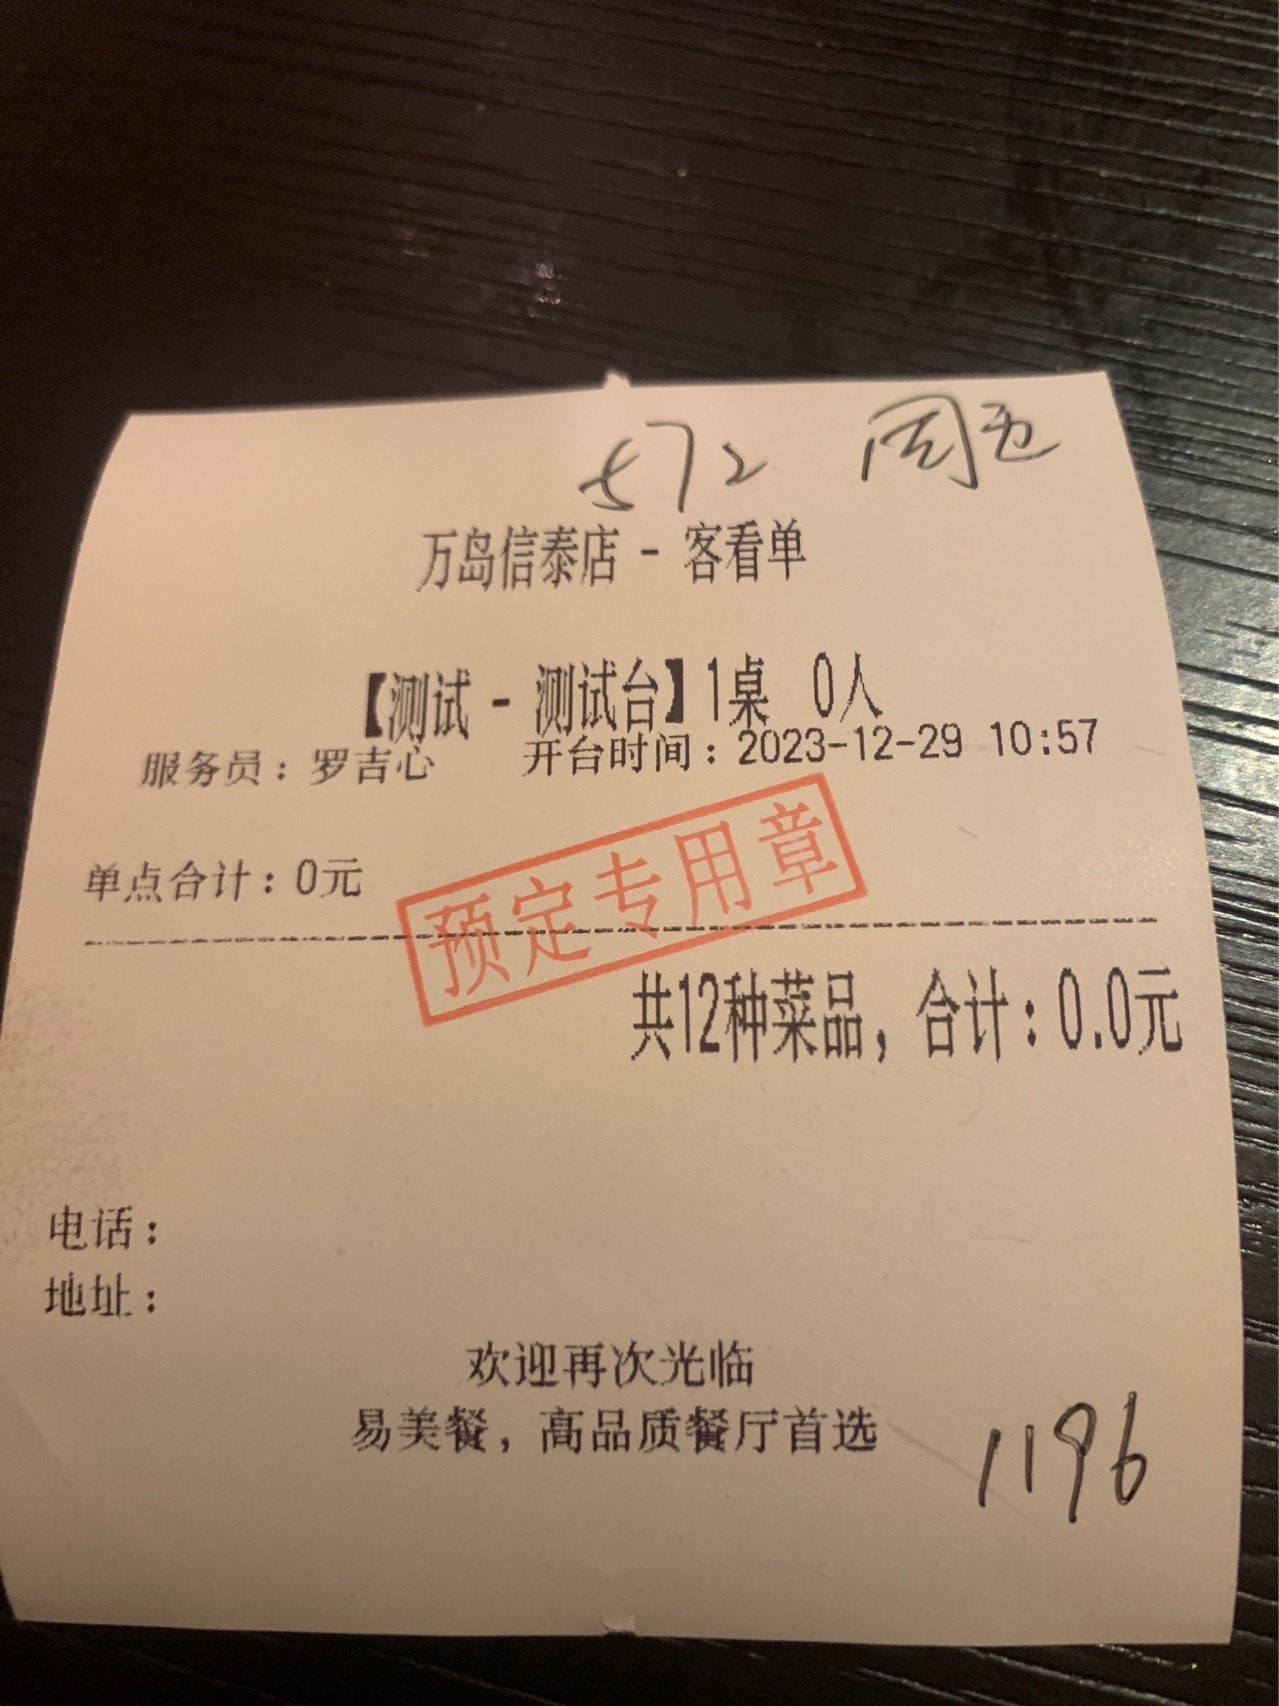 572 周五
万岛信泰店 - 客看单
【测试 - 测试台】1桌 0人
服务员：罗吉心 开台时间：2023-12-29 10:57
单点合计：0元
预定专用章
共12种菜品，合计：0.0元
电话：
地址：
欢迎再次光临
易美餐，高品质餐厅首选
1196